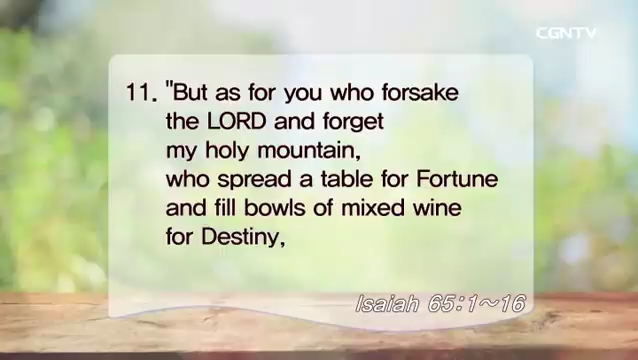 CGNTV
11. "But as for you who forsake
the LORD and forget
my holy mountain,
who spread a table for Fortune
and fill bowls of mixed wine
for Destiny,
Isaiah 65:1~16